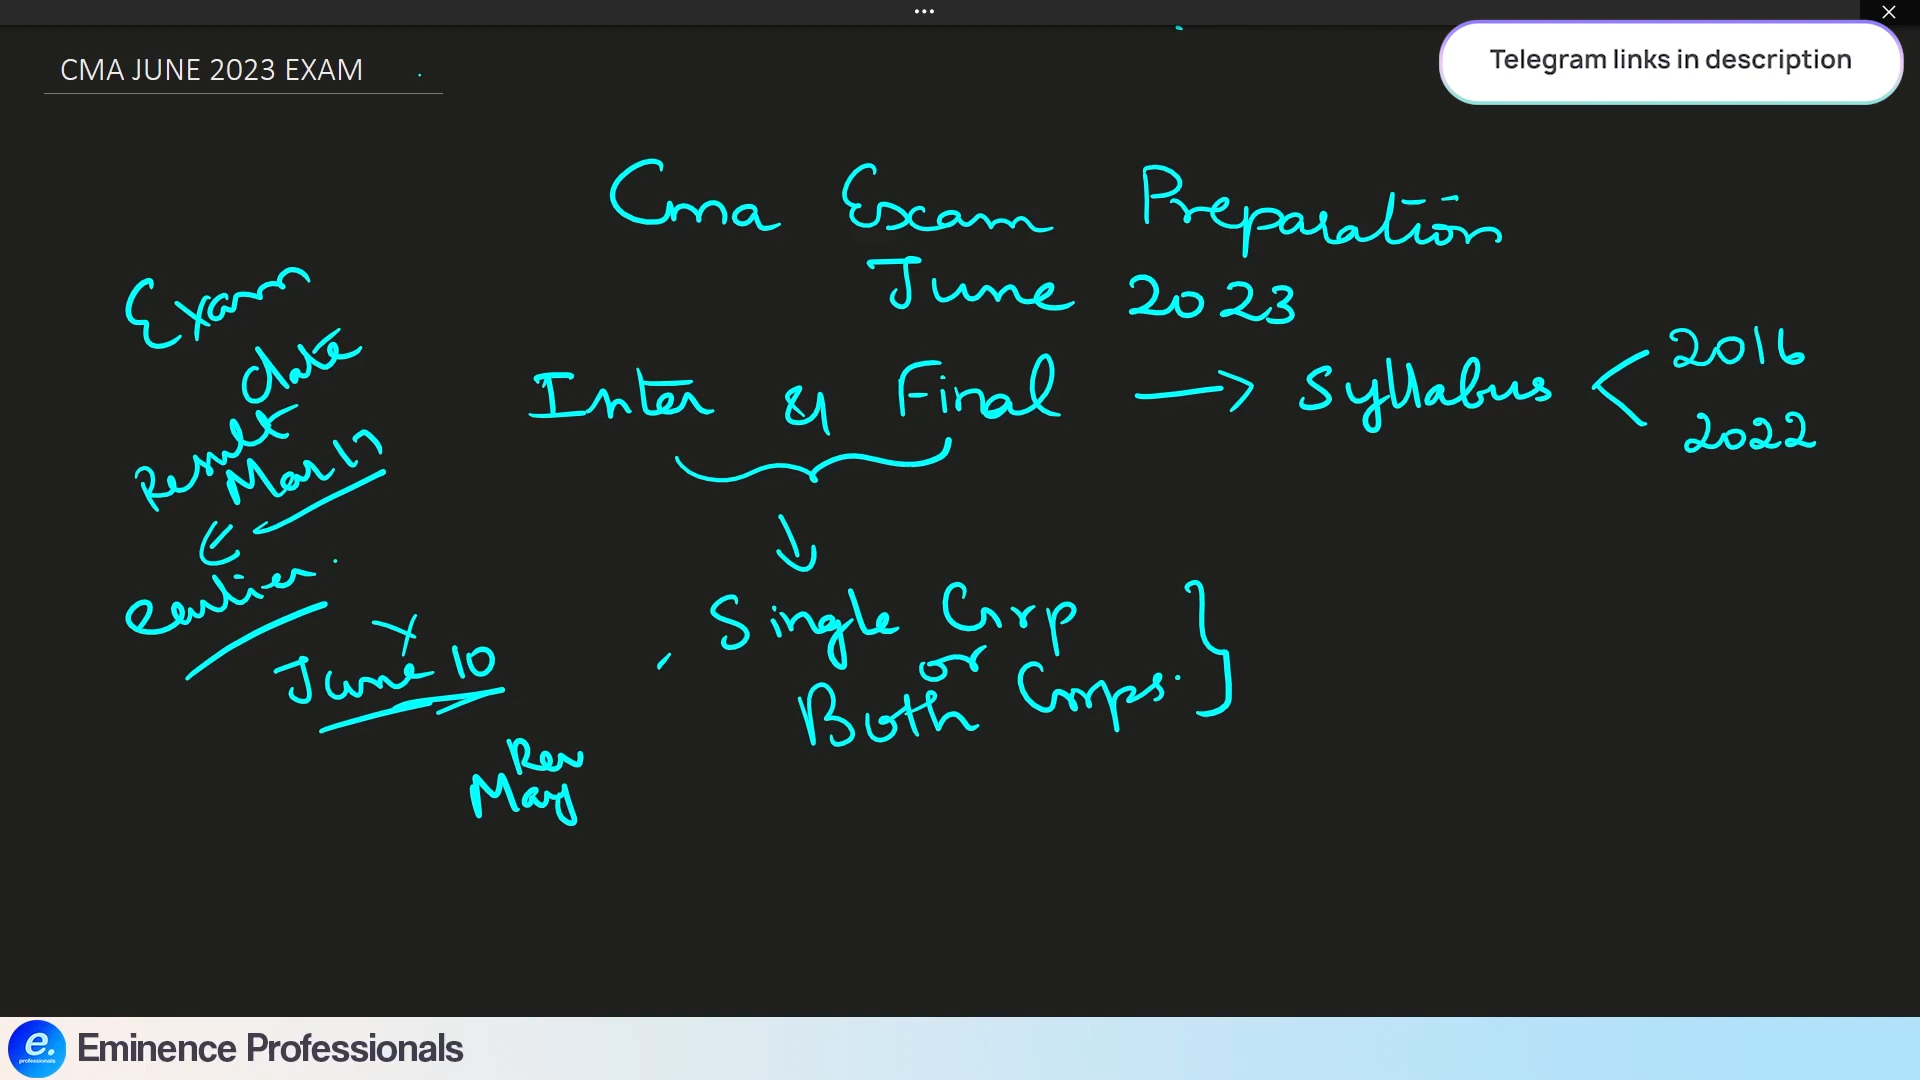 CMA JUNE 2023 EXAM
Telegram links in description
Cma Exam Preparation
June 2023
Inter & Final → Syllabus < 2016
2022
Single Grp
or
Both Grps.
Exam
date
Result
Mar 17
earlier.
June 10
Rev
May
e.
professionals
Eminence Professionals